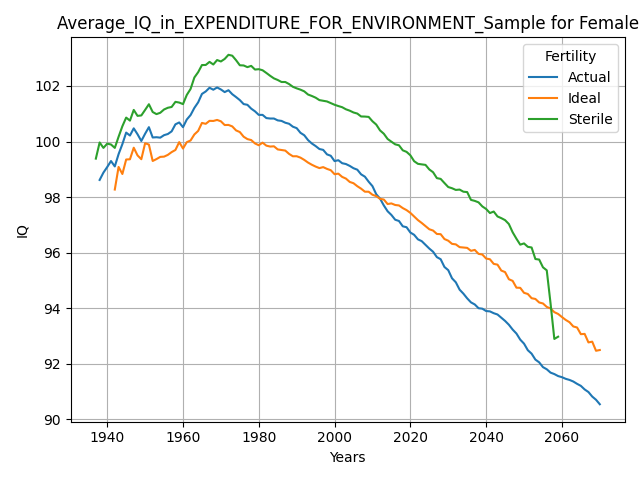 Average_IQ_in_EXPENDITURE_FOR_ENVIRONMENT_Sample for Female
Fertility
Actual
Ideal
Sterile
102
100
98
96
94
92
90
IQ
1940 1960 1980 2000 2020 2040 2060
Years